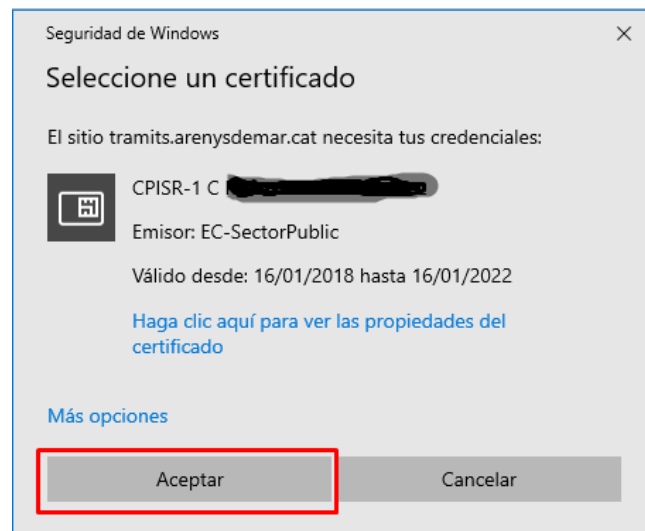 Seguridad de Windows
Seleccione un certificado
El sitio tramits.arenysdemar.cat necesita tus credenciales:
CPISR-1 C
Emisor: EC-SectorPublic
Válido desde: 16/01/2018 hasta 16/01/2022
Haga clic aquí para ver las propiedades del
certificado
Más opciones
Aceptar
Cancelar